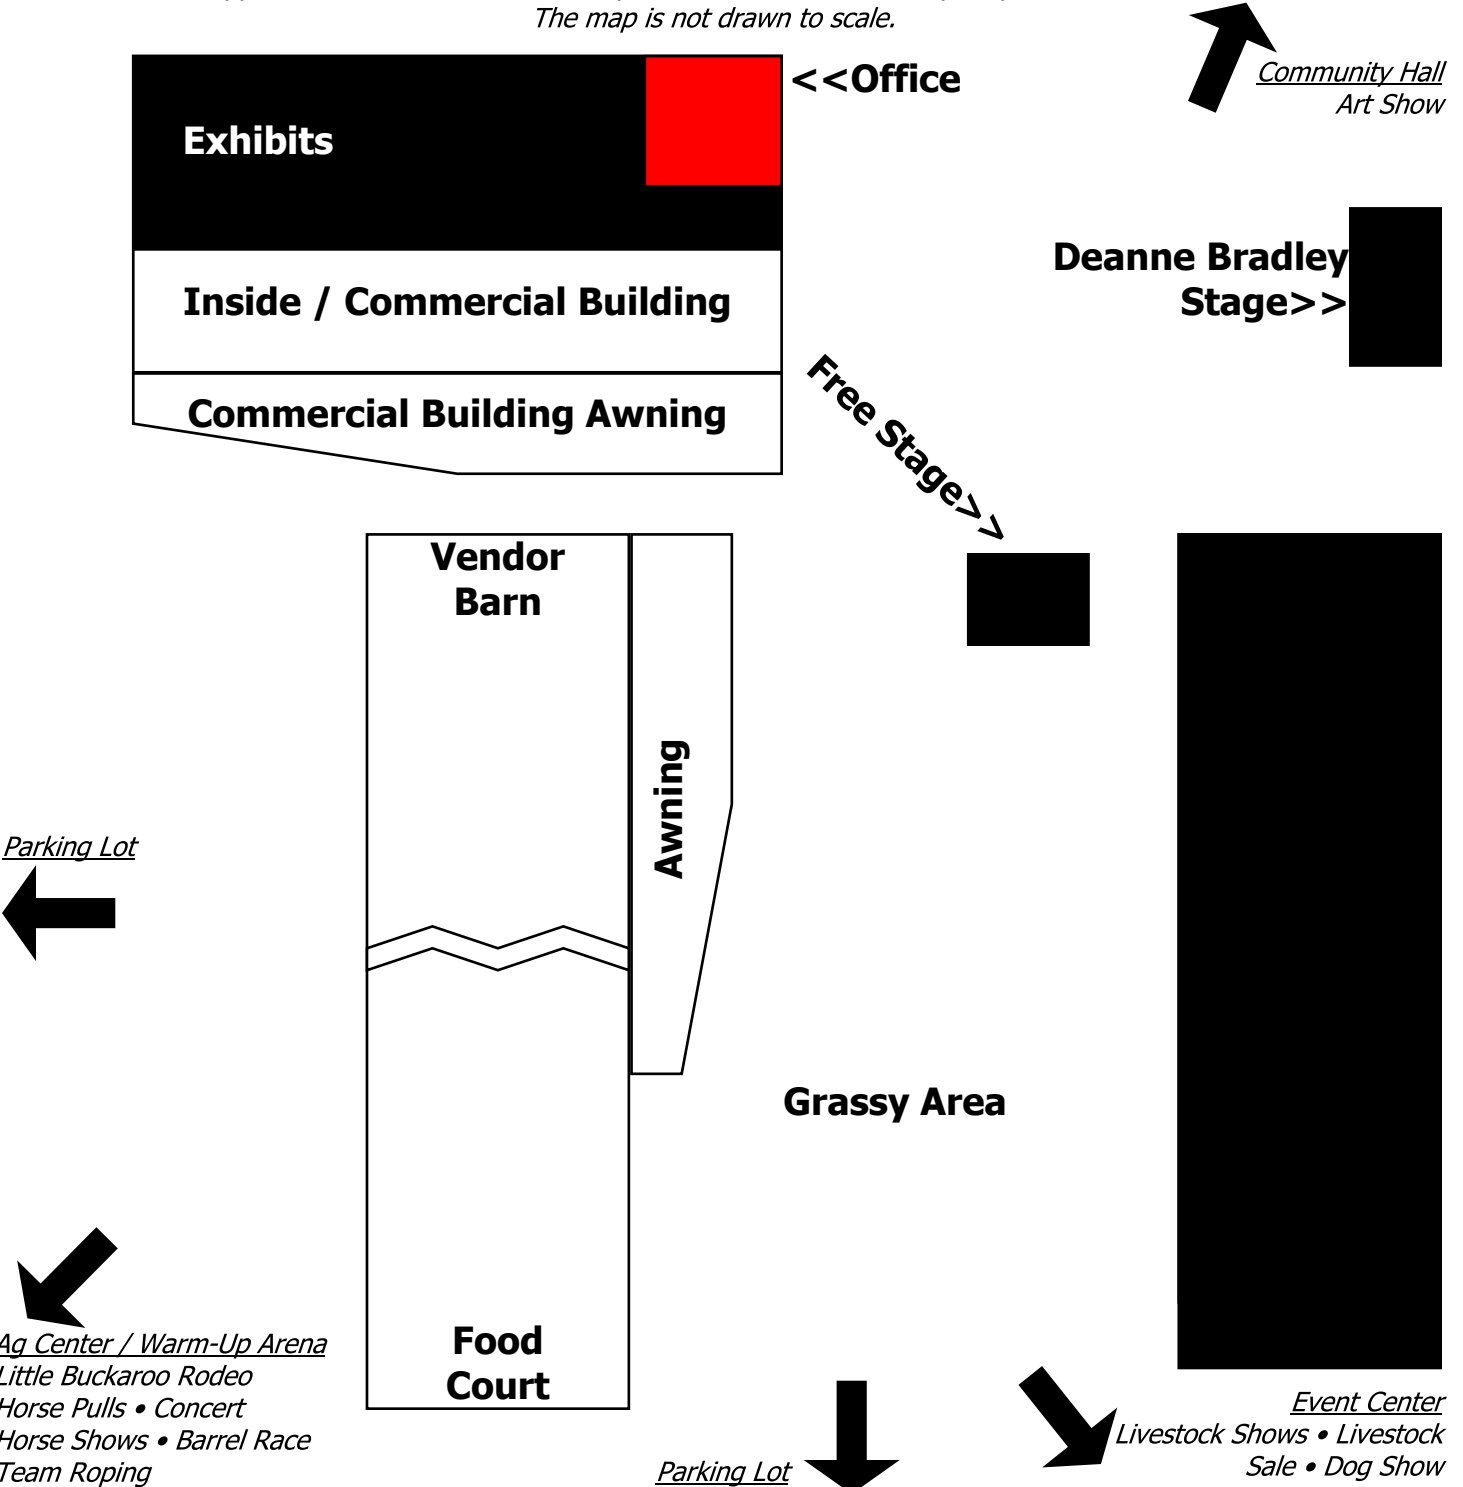 The map is not drawn to scale.
<<Office
Community Hall
Art Show
Exhibits
Deanne Bradley
Stage>>
Inside / Commercial Building
Free Stage>>
Commercial Building Awning
Vendor
Barn
Awning
Parking Lot
Grassy Area
Food
Court
Ag Center / Warm-Up Arena
Little Buckaroo Rodeo
Horse Pulls • Concert
Horse Shows • Barrel Race
Team Roping
Parking Lot
Event Center
Livestock Shows • Livestock
Sale • Dog Show